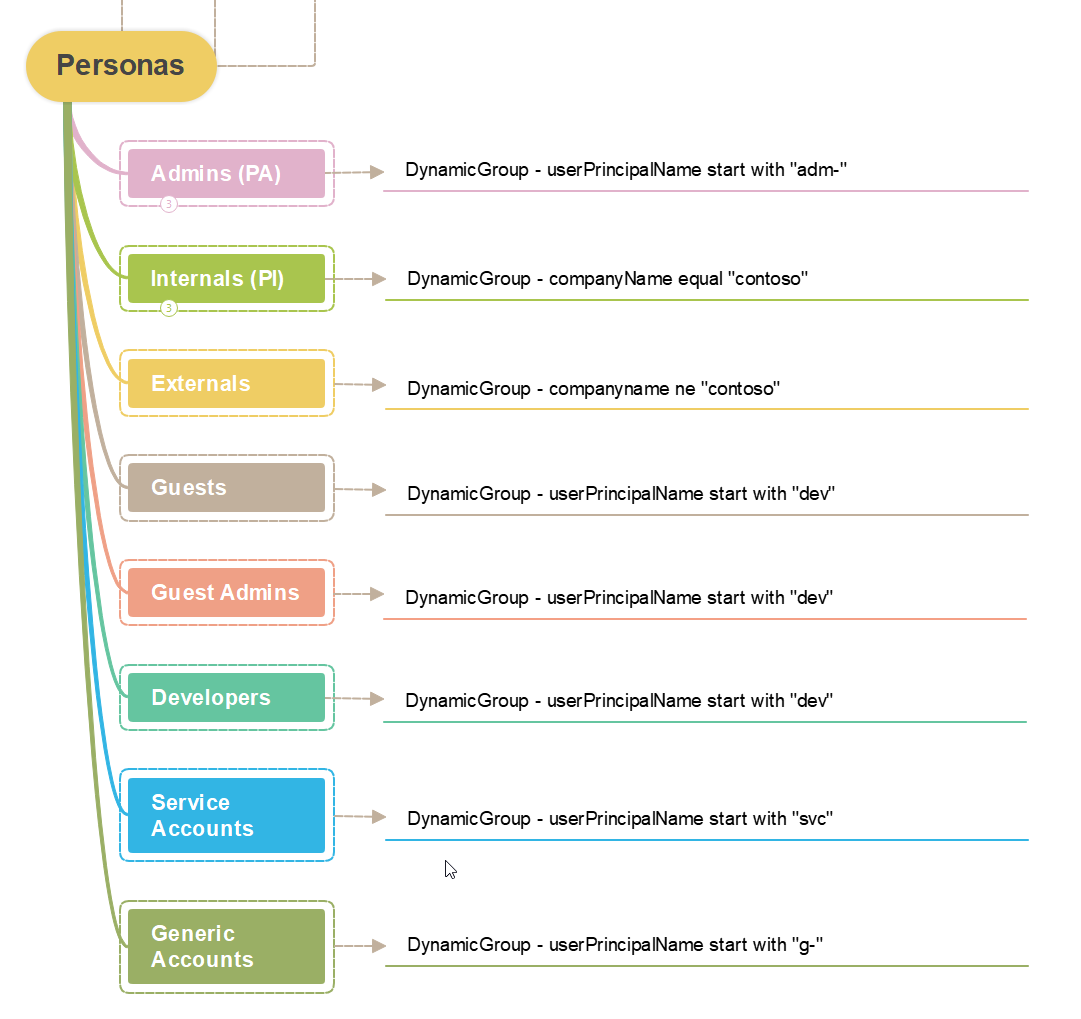 Personas
Admins (PA)
DynamicGroup - userPrincipalName start with "adm-"
3
Internals (PI)
DynamicGroup - companyName equal "contoso"
3
Externals
DynamicGroup - companyname ne "contoso"
Guests
DynamicGroup - userPrincipalName start with "dev"
Guest Admins
DynamicGroup - userPrincipalName start with "dev"
Developers
DynamicGroup - userPrincipalName start with "dev"
Service
Accounts
DynamicGroup - userPrincipalName start with "svc"
Generic
Accounts
DynamicGroup - userPrincipalName start with "g-"